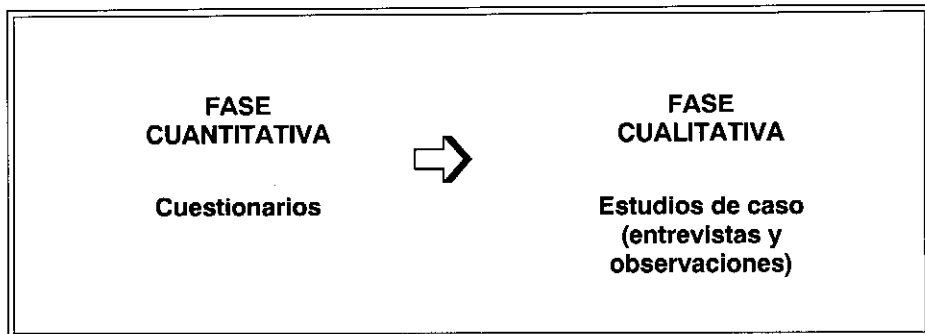 FASE
CUANTITATIVA
Cuestionarios
FASE
CUALITATIVA
Estudios de caso
(entrevistas y
observaciones)